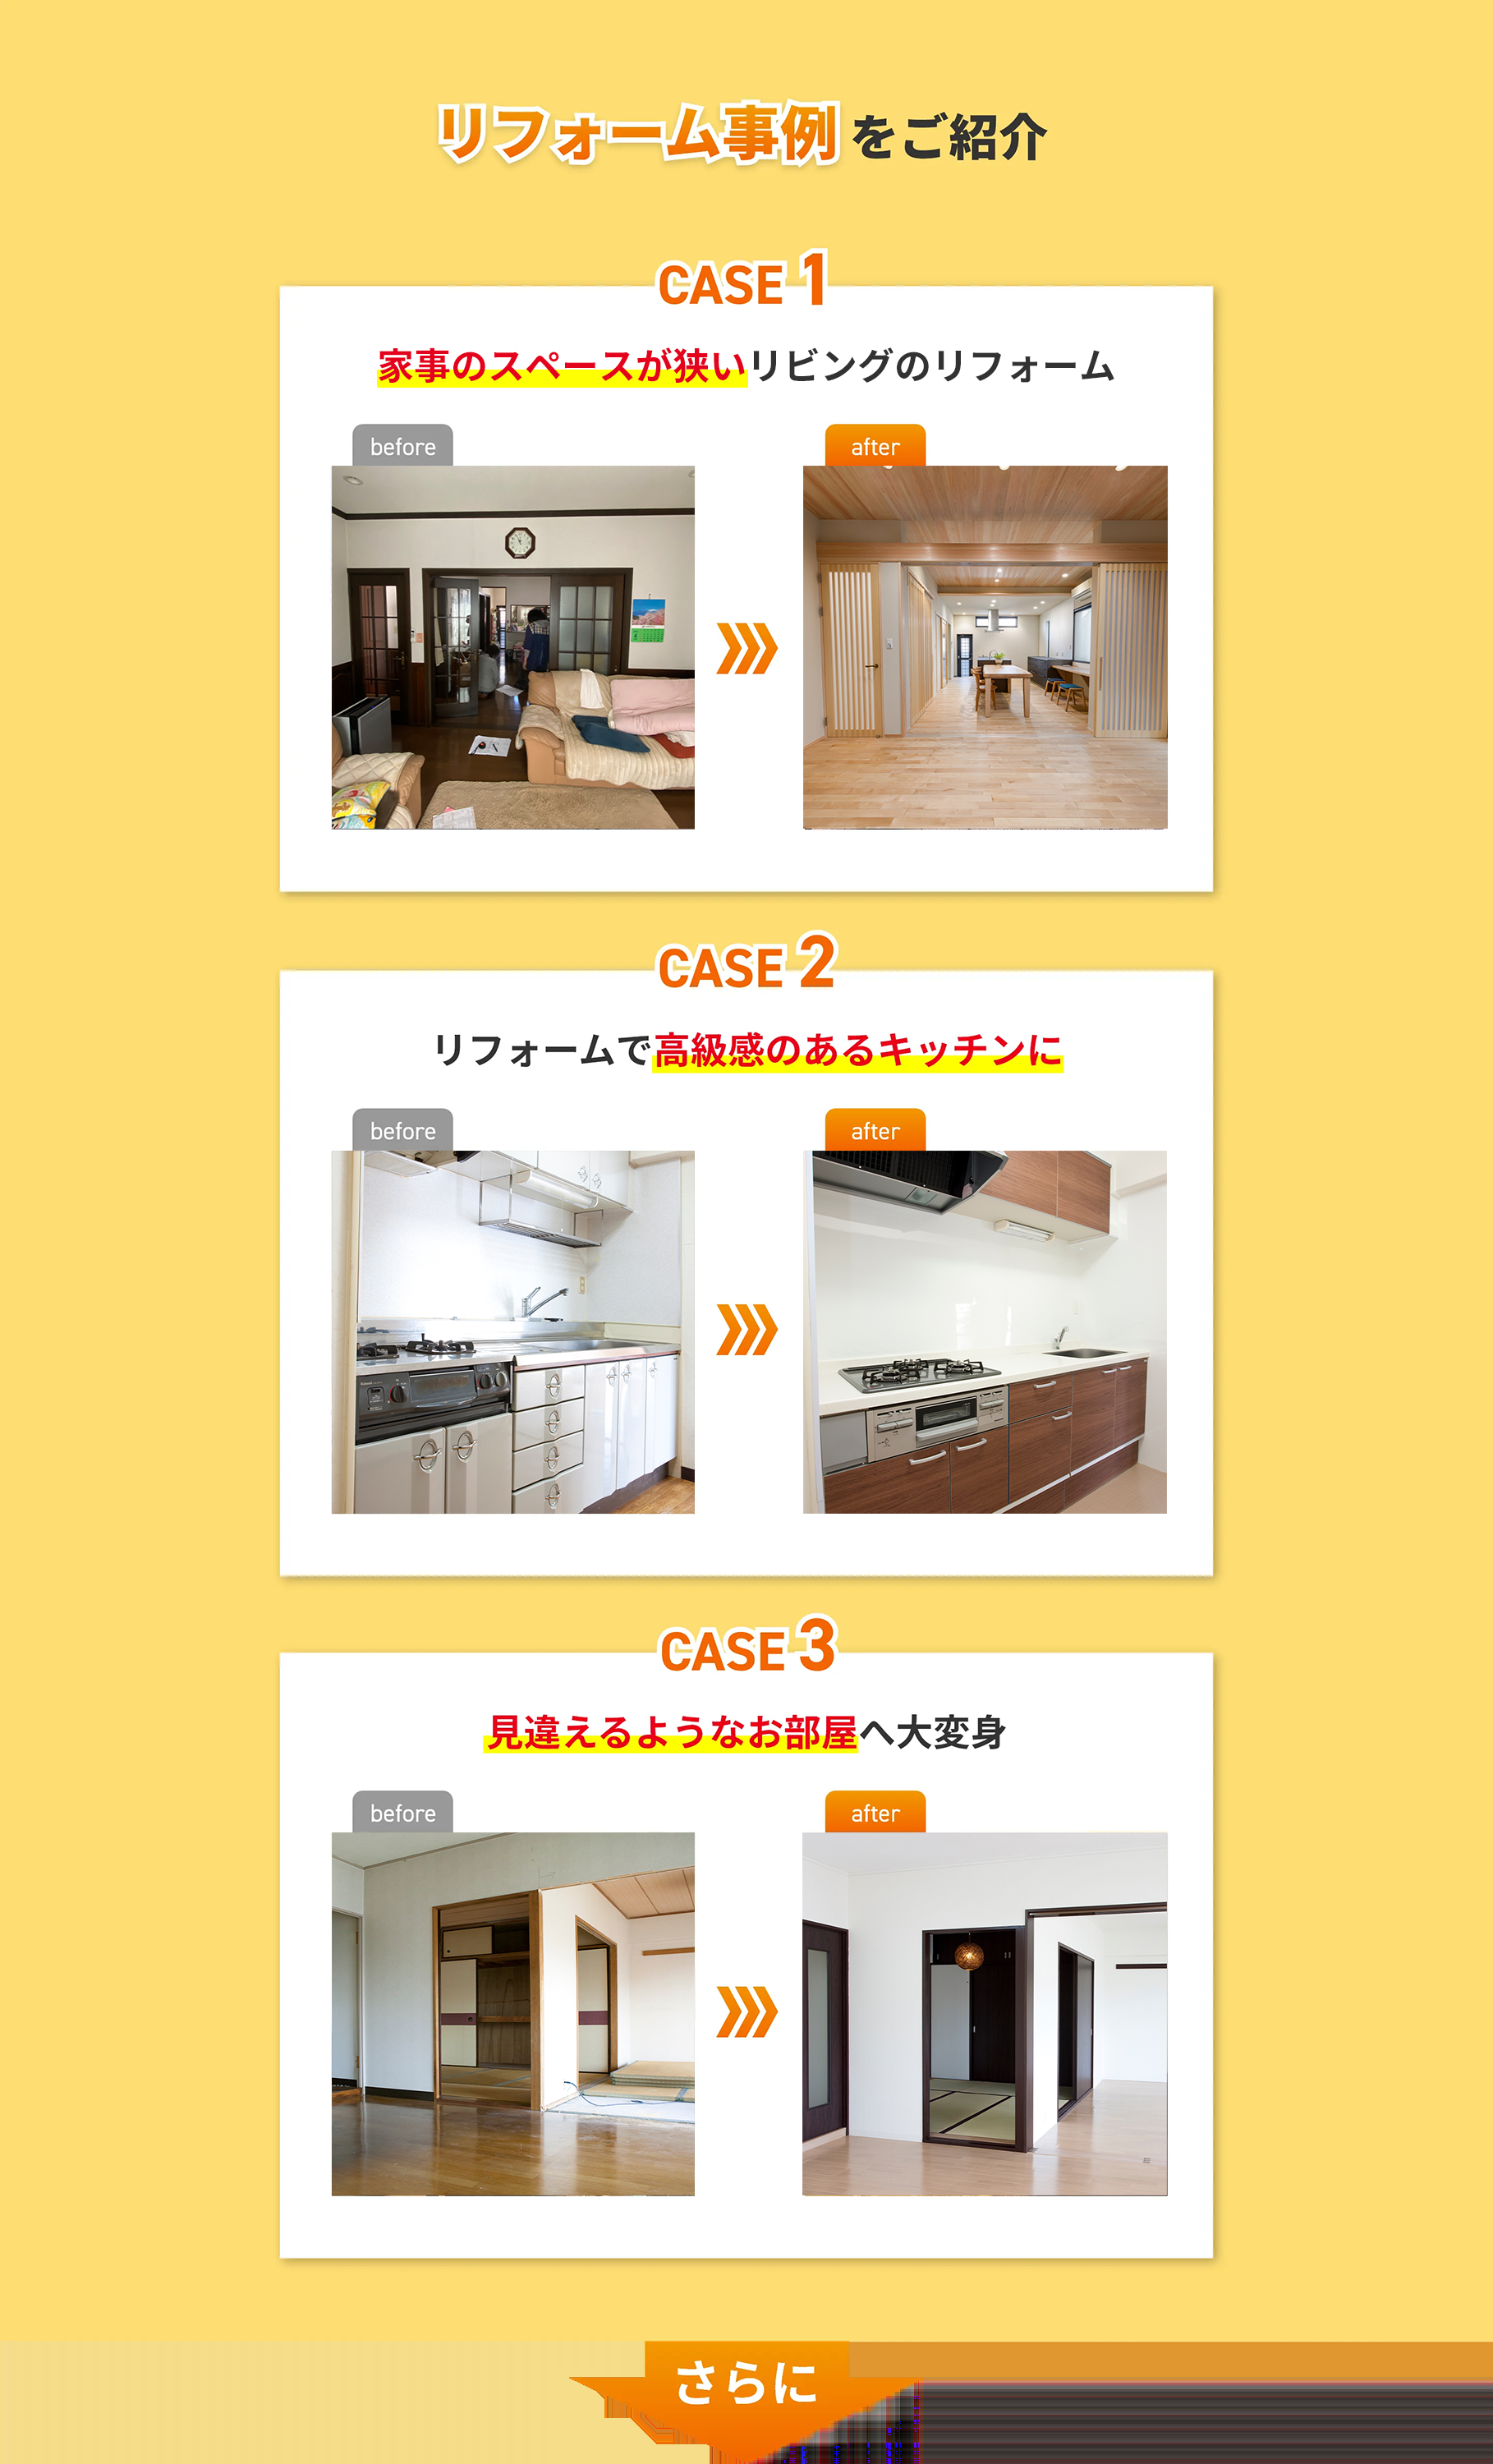 リフォーム事例をご紹介
CASE 1
家事のスペースが狭いリビングのリフォーム
before
after
CASE 2
リフォームで高級感のあるキッチンに
before
after
CASE 3
見違えるようなお部屋へ大変身
before
after
さらに